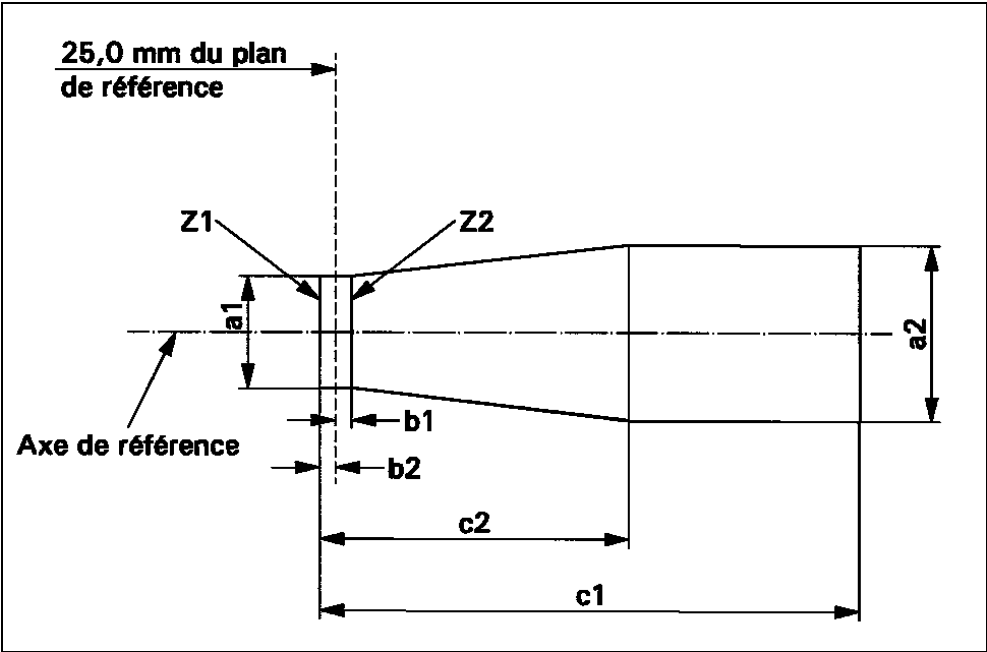 25,0 mm du plan
de référence
Z1
Z2
a1
a2
Axe de référence
b1
b2
c2
c1